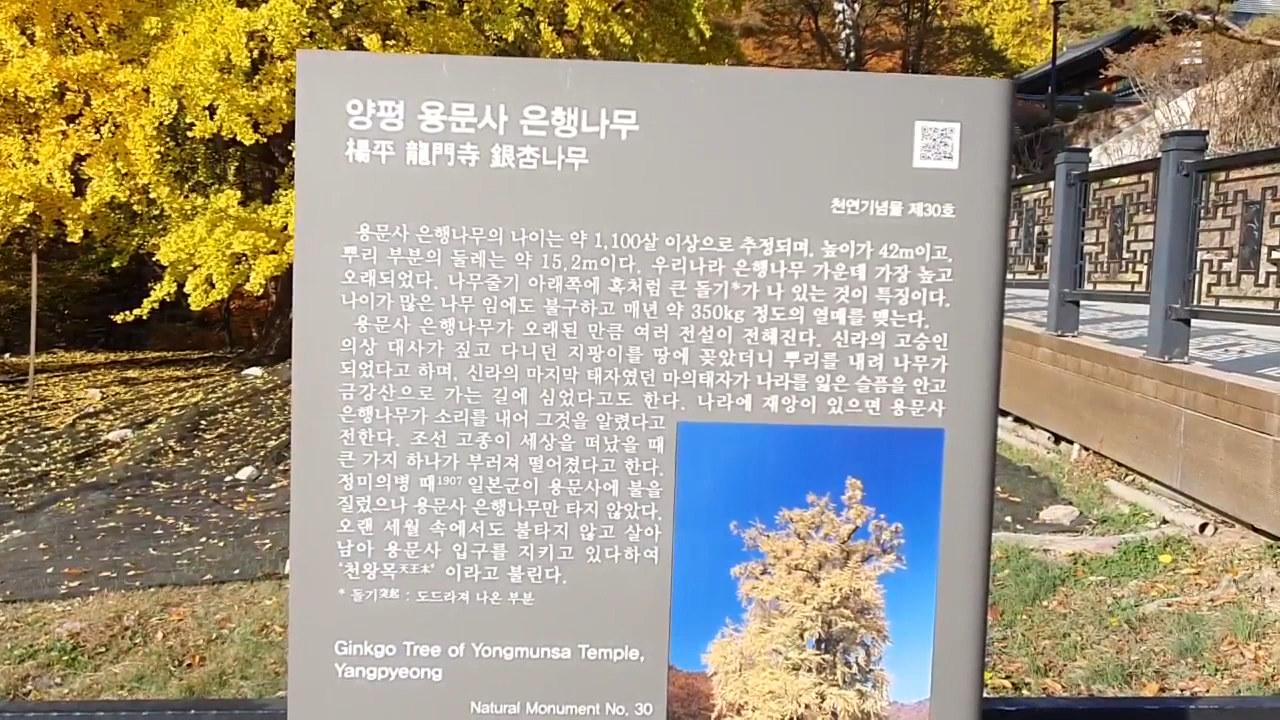 양평 용문사 은행나무
楊平 龍門寺 銀杏나무
천연기념물 제30호
용문사 은행나무의 나이는 약 1,100살 이상으로 추정되며, 높이가 42m이고,
뿌리 부분의 둘레는 약 15.2m이다. 우리나라 은행나무 가운데 가장 높고
오래되었다. 나무줄기 아래쪽에 혹처럼 큰 돌기*가 나 있는 것이 특징이다.
나이가 많은 나무 임에도 불구하고 매년 약 350kg 정도의 열매를 맺는다.
용문사 은행나무가 오래된 만큼 여러 전설이 전해진다. 신라의 고승인
의상 대사가 짚고 다니던 지팡이를 땅에 꽂았더니 뿌리를 내려 나무가
되었다고 하며, 신라의 마지막 태자였던 마의태자가 나라를 잃은 슬픔을 안고
금강산으로 가는 길에 심었다고도 한다. 나라에 재앙이 있으면 용문사
은행나무가 소리를 내어 그것을 알렸다고
전한다. 조선 고종이 세상을 떠났을 때
큰 가지 하나가 부러져 떨어졌다고 한다.
정미의병 때1907 일본군이 용문사에 불을
질렀으나 용문사 은행나무만 타지 않았다.
오랜 세월 속에서도 불타지 않고 살아
남아 용문사 입구를 지키고 있다하여
'천왕목天王木' 이라고 불린다.
* 돌기突起 : 도드라져 나온 부분
Ginkgo Tree of Yongmunsa Temple,
Yangpyeong
Natural Monument No. 30